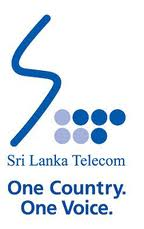 Sri Lanka Telecom
One Country.
One Voice.